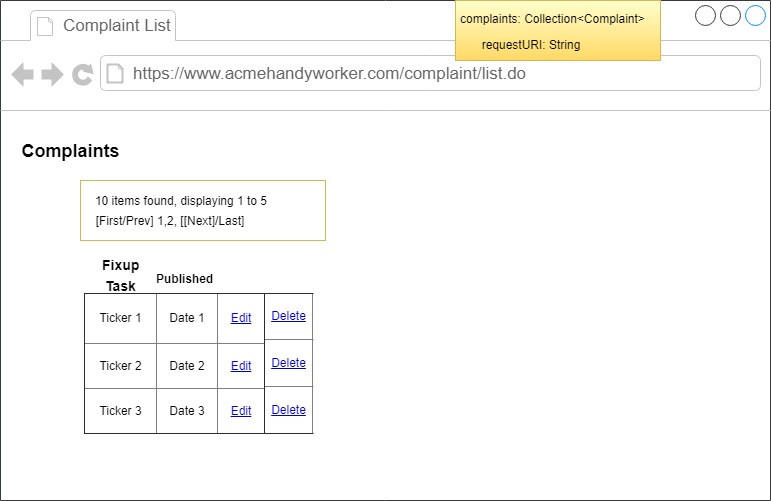 Complaint List
complaints: Collection<Complaint>
requestURI: String
https://www.acmehandyworker.com/complaint/list.do
Complaints
10 items found, displaying 1 to 5
[First/Prev] 1,2, [[Next]/Last]
Fixup Task Published
Ticker 1 Date 1 Edit Delete
Ticker 2 Date 2 Edit Delete
Ticker 3 Date 3 Edit Delete